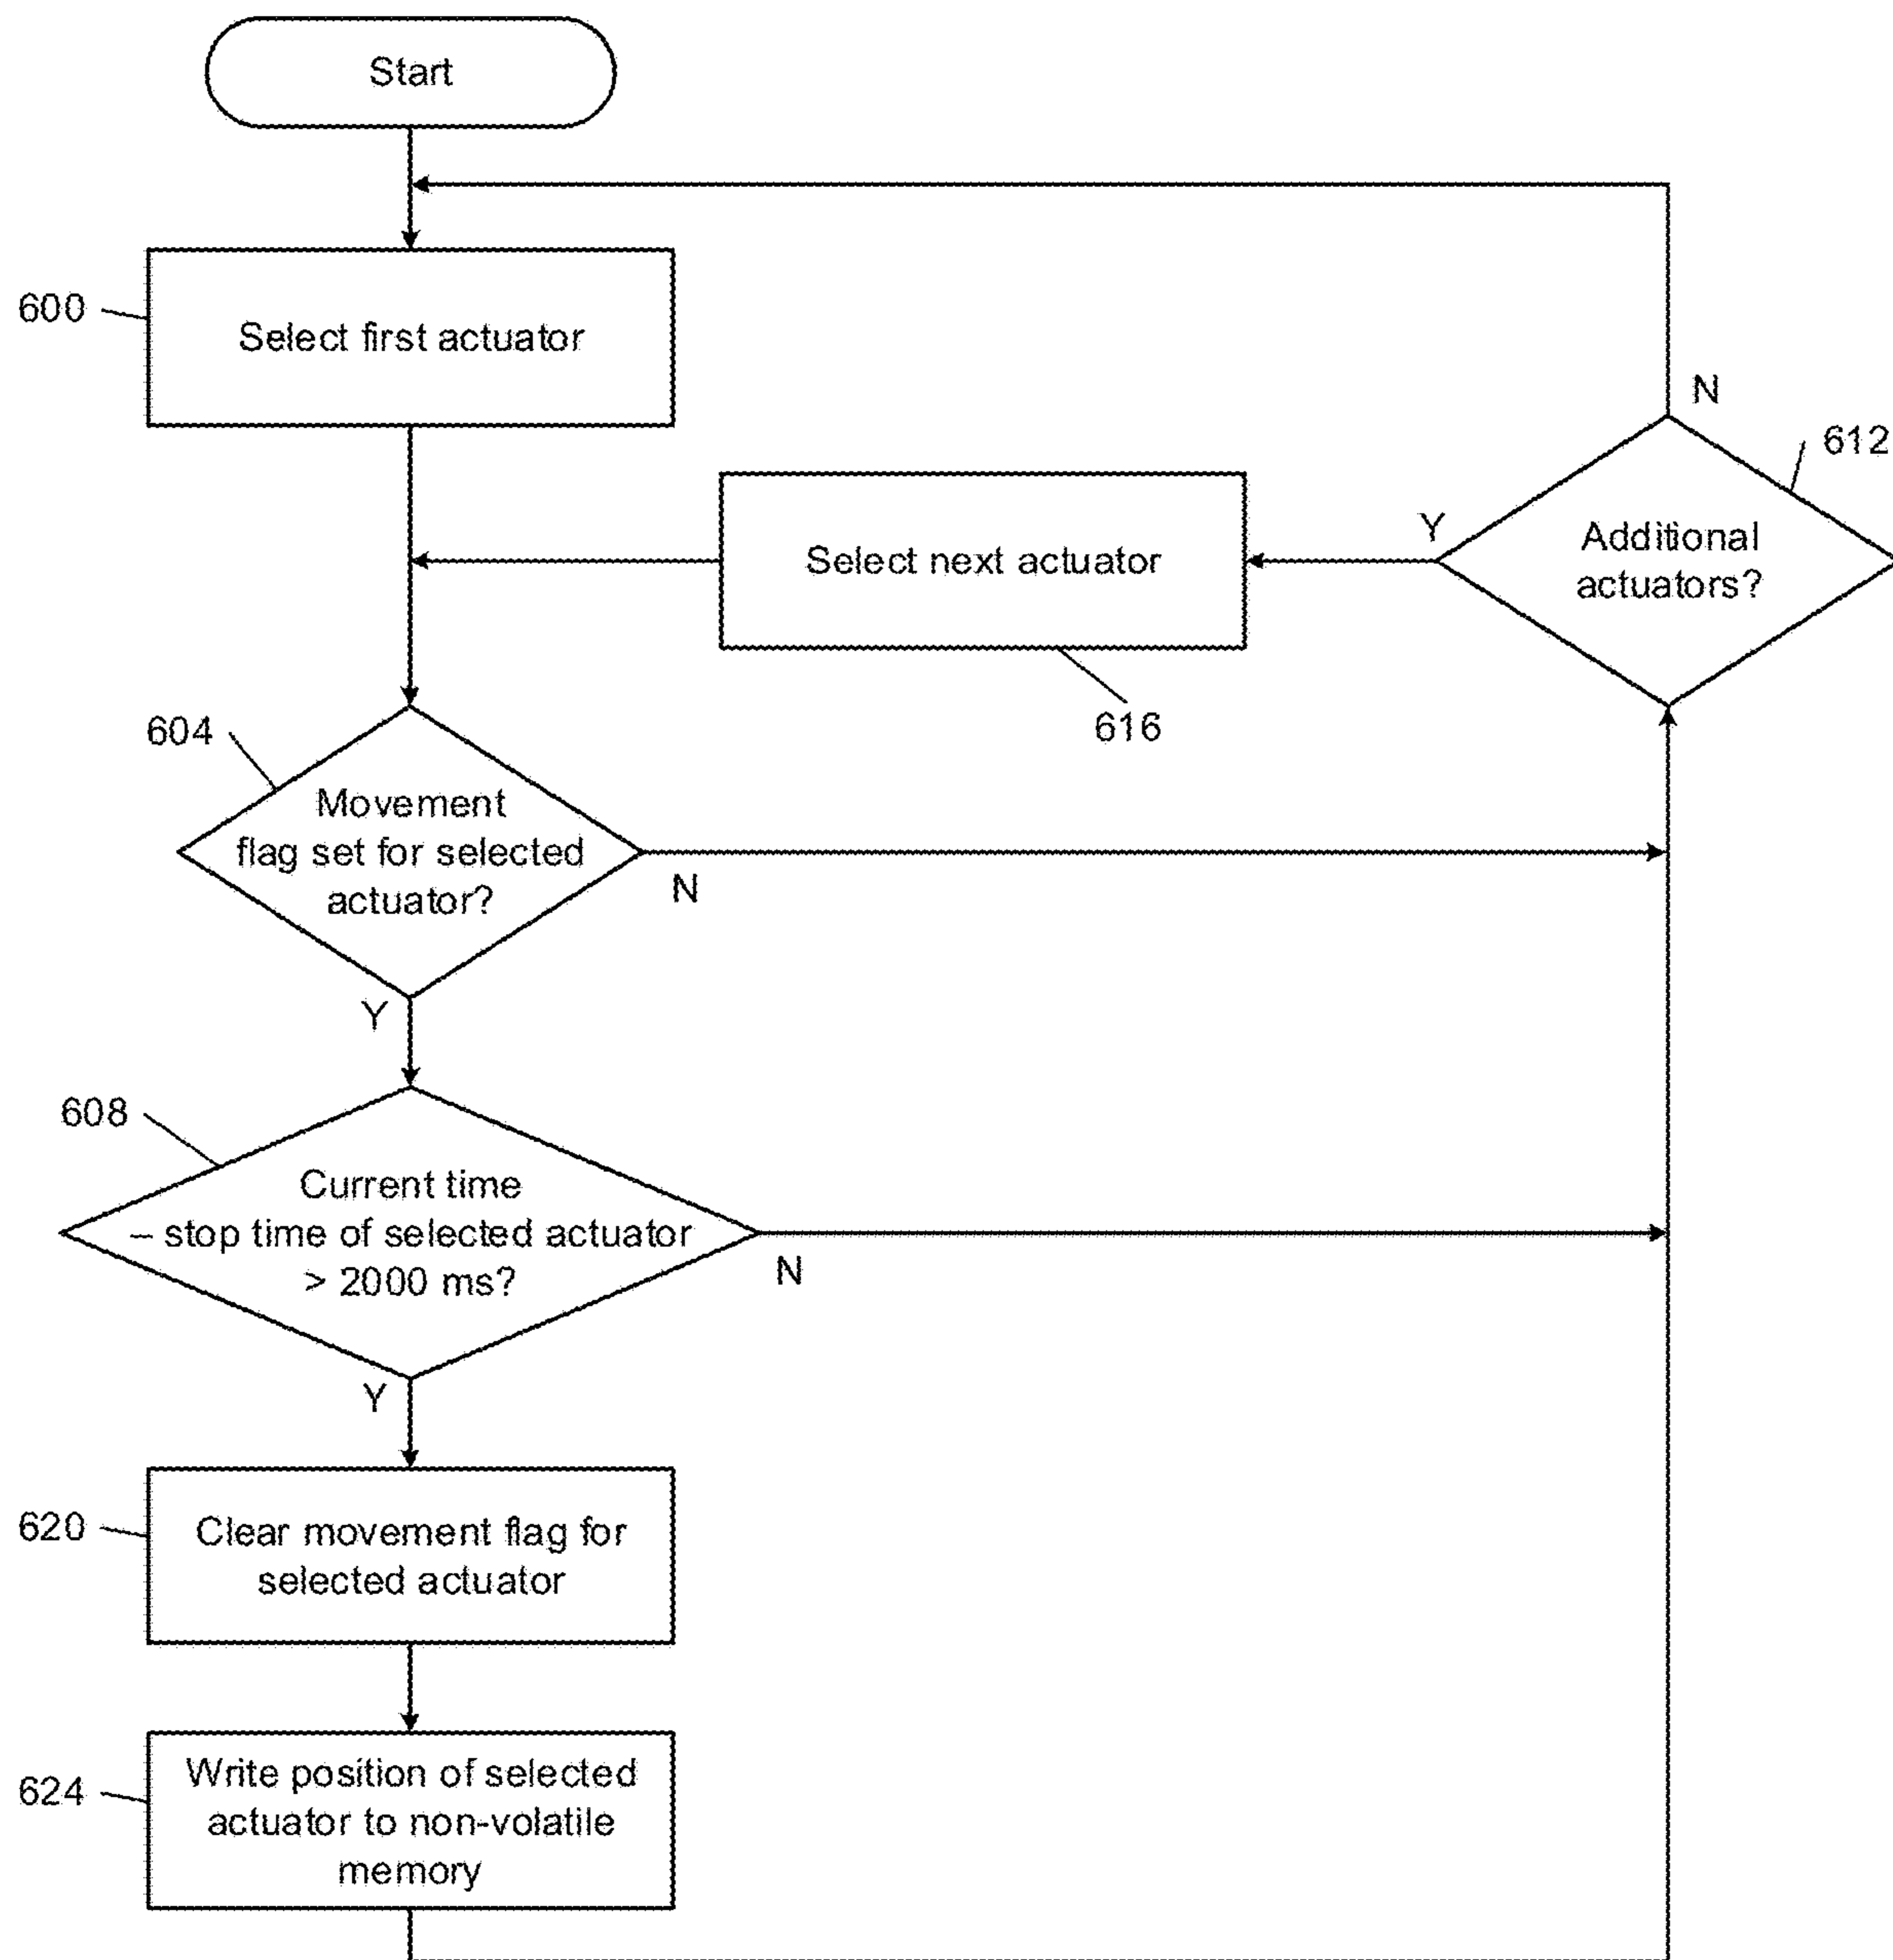 Start
600
Select first actuator
N
612
Additional
actuators?
Y
Select next actuator
616
604
Movement
flag set for selected
actuator?
N
Y
608
Current time
– stop time of selected actuator
> 2000 ms?
N
Y
620
Clear movement flag for
selected actuator
624
Write position of selected
actuator to non-volatile
memory